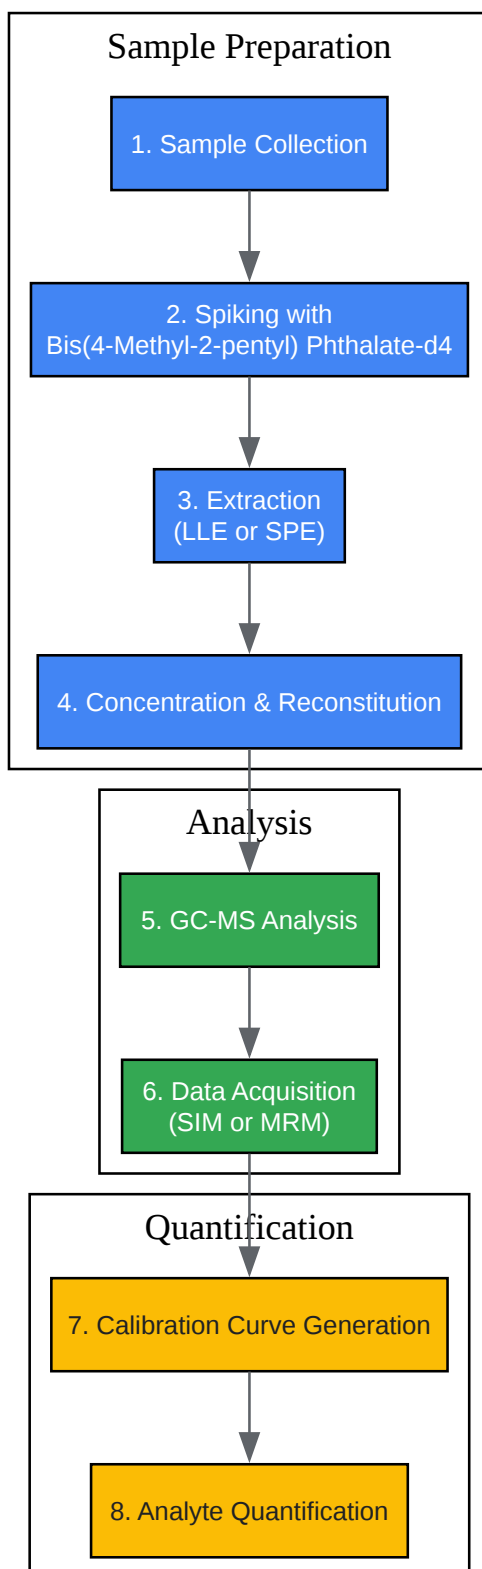 Sample Preparation
1. Sample Collection
2. Spiking with
Bis(4-Methyl-2-pentyl) Phthalate-d4
3. Extraction
(LLE or SPE)
4. Concentration & Reconstitution
Analysis
5. GC-MS Analysis
6. Data Acquisition
(SIM or MRM)
Quantification
7. Calibration Curve Generation
8. Analyte Quantification